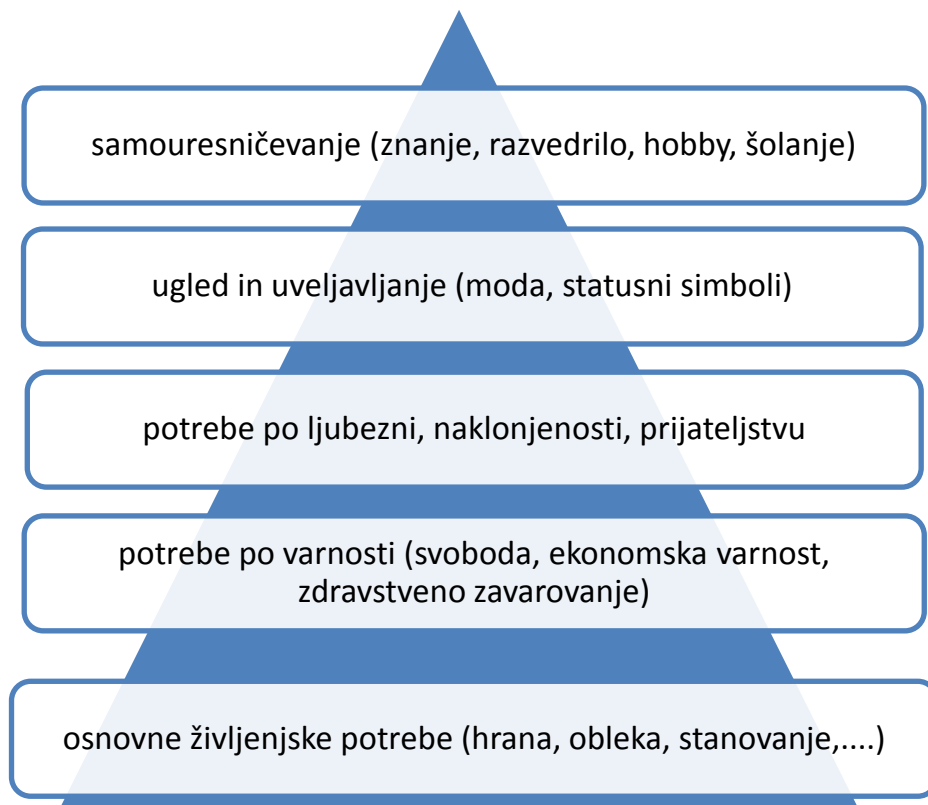 samouresničevanje (znanje, razvedrilo, hobby, šolanje)
ugled in uveljavljanje (moda, statusni simboli)
potrebe po ljubezni, naklonjenosti, prijateljstvu
potrebe po varnosti (svoboda, ekonomska varnost,
zdravstveno zavarovanje)
osnovne življenjske potrebe (hrana, obleka, stanovanje,....)